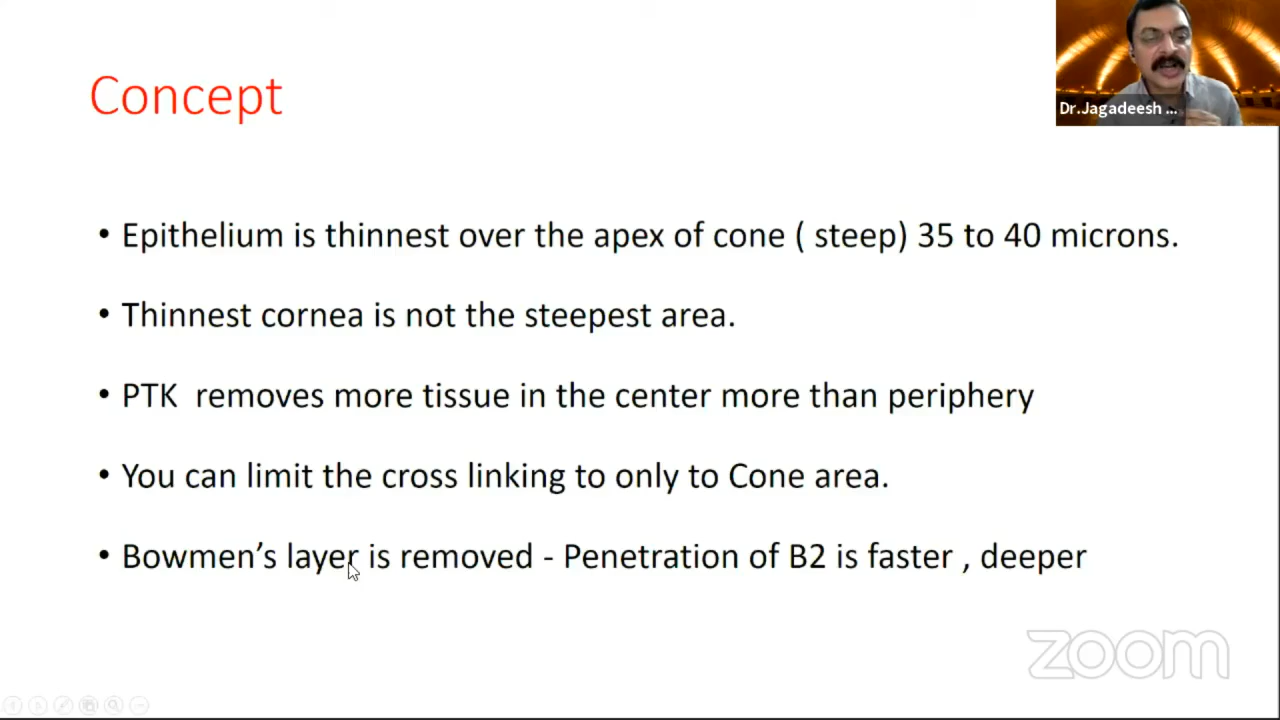 Concept
Dr.Jagadeesh ...
• Epithelium is thinnest over the apex of cone ( steep) 35 to 40 microns.
• Thinnest cornea is not the steepest area.
• PTK  removes more tissue in the center more than periphery
• You can limit the cross linking to only to Cone area.
• Bowmen’s layer is removed - Penetration of B2 is faster , deeper
zoom